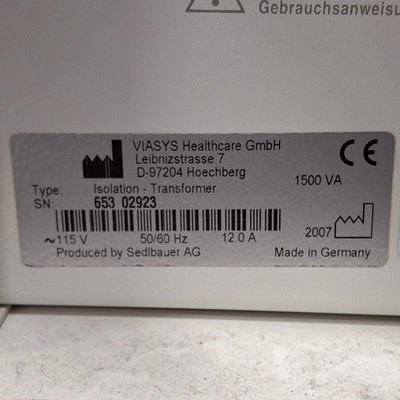 Gebrauchsanweisu
VIASYS Healthcare GmbH
Leibnizstrasse 7
D-97204 Hoechberg
CE
1500 VA
Type: Isolation - Transformer
SN: 653 02923
2007
~115 V 50/60 Hz 12.0 A
Produced by Sedlbauer AG Made in Germany